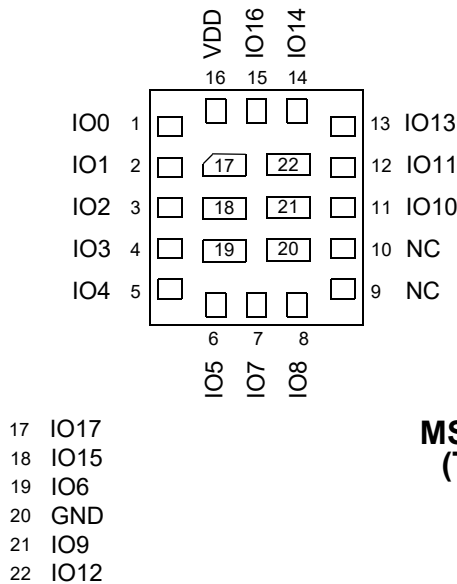 VDD IO16 IO14
16 15 14
IO0 1 13 IO13
IO1 2 17 22 12 IO11
IO2 3 18 21 11 IO10
IO3 4 19 20 10 NC
IO4 5 9 NC
6 7 8
IO5 IO7 IO8
17 IO17
18 IO15
19 IO6
20 GND
21 IO9
22 IO12
MS
(T